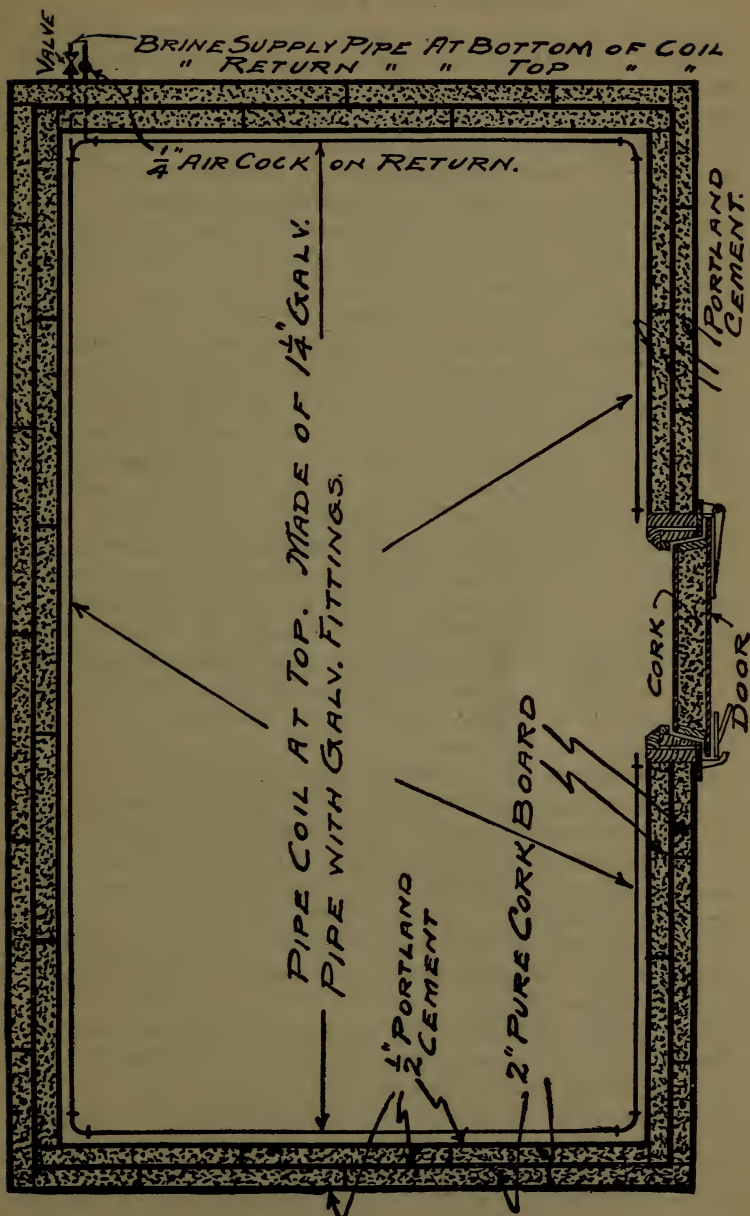 VALVE
BRINE SUPPLY PIPE AT BOTTOM OF COIL
" RETURN " " TOP " "
1/4" AIR COCK ON RETURN.
PIPE COIL AT TOP. MADE OF 1 1/4" GALV.
PIPE WITH GALV. FITTINGS.
1/2" PORTLAND
CEMENT
2" PURE CORK BOARD
CORK
DOOR
PORTLAND
CEMENT.